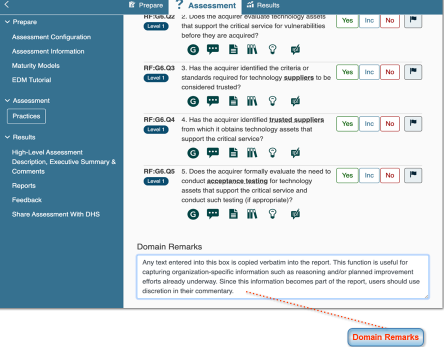 Prepare
? Assessment
Results
Prepare
Assessment Configuration
Assessment Information
Maturity Models
EDM Tutorial
Assessment
Practices
Results
High-Level Assessment
Description, Executive Summary &
Comments
Reports
Feedback
Share Assessment With DHS
RF:G6.Q2 2. Does the acquirer evaluate technology assets
Level 1 that support the critical service for vulnerabilities
before they are acquired?
Yes Inc No
G
RF:G6.Q3 3. Has the acquirer identified the criteria or
Level 1 standards required for technology suppliers to be
considered trusted?
Yes Inc No
G
RF:G6.Q4 4. Has the acquirer identified trusted suppliers
Level 1 from which it obtains technology assets that
support the critical service?
Yes Inc No
G
RF:G6.Q5 5. Does the acquirer formally evaluate the need to
Level 1 conduct acceptance testing for technology
assets that support the critical service and
conduct such testing (if appropriate)?
Yes Inc No
G
Domain Remarks
Any text entered into this box is copied verbatim into the report. This function is useful for
capturing organization-specific information such as reasoning and/or planned improvement
efforts already underway. Since this information becomes part of the report, users should use
discretion in their commentary.
Domain Remarks